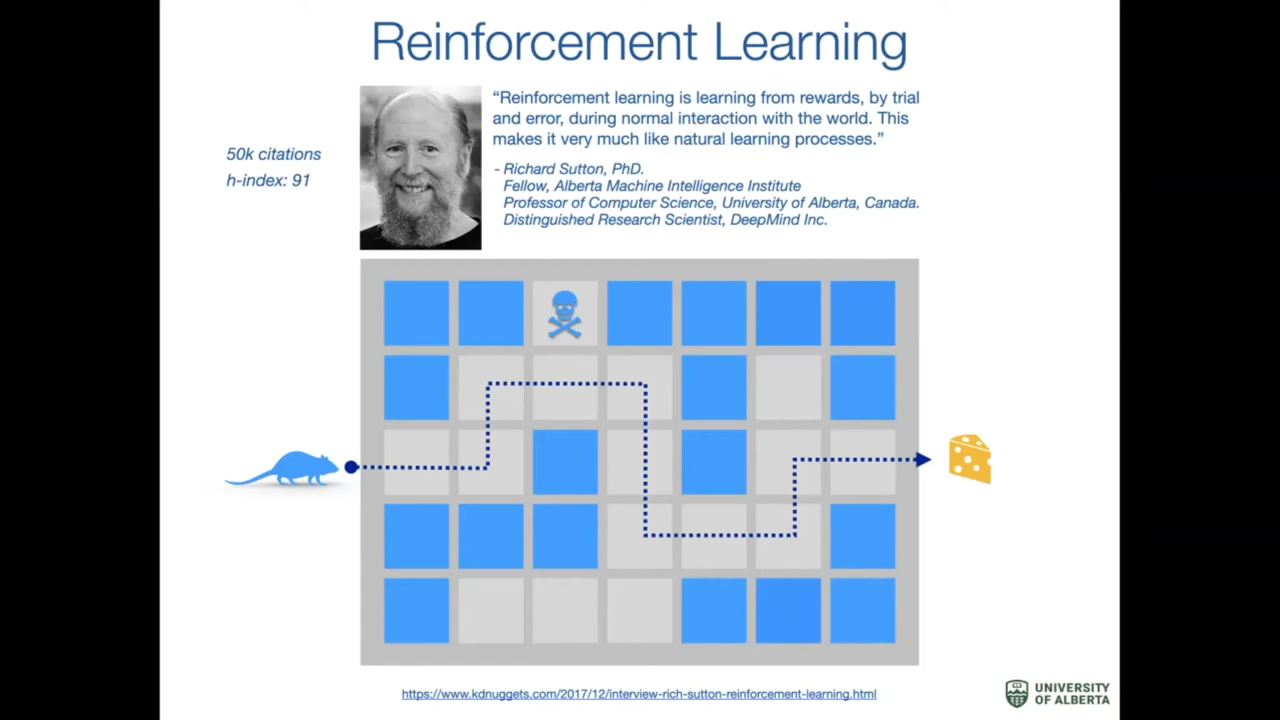 Reinforcement Learning
50k citations
h-index: 91
“Reinforcement learning is learning from rewards, by trial
and error, during normal interaction with the world. This
makes it very much like natural learning processes.”
- Richard Sutton, PhD.
Fellow, Alberta Machine Intelligence Institute
Professor of Computer Science, University of Alberta, Canada.
Distinguished Research Scientist, DeepMind Inc.
https://www.kdnuggets.com/2017/12/interview-rich-sutton-reinforcement-learning.html
UNIVERSITY
OF ALBERTA